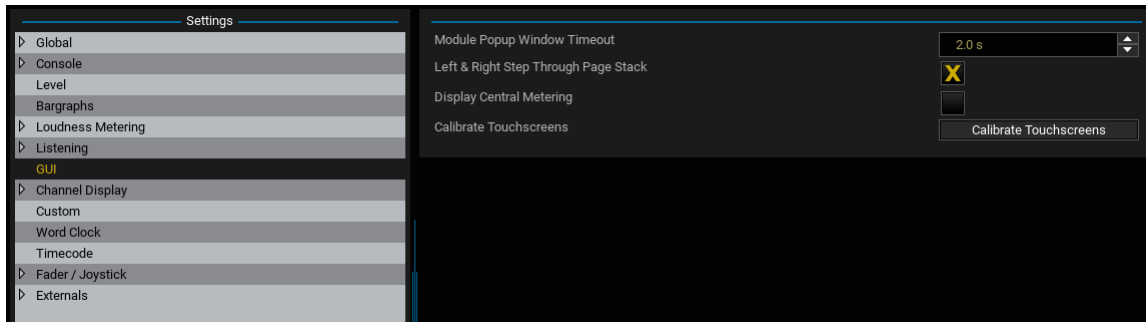 Settings
Global
Console
Level
Bargraphs
Loudness Metering
Listening
GUI
Channel Display
Custom
Word Clock
Timecode
Fader / Joystick
Externals
Module Popup Window Timeout
2.0 s
Left & Right Step Through Page Stack
X
Display Central Metering
Calibrate Touchscreens
Calibrate Touchscreens